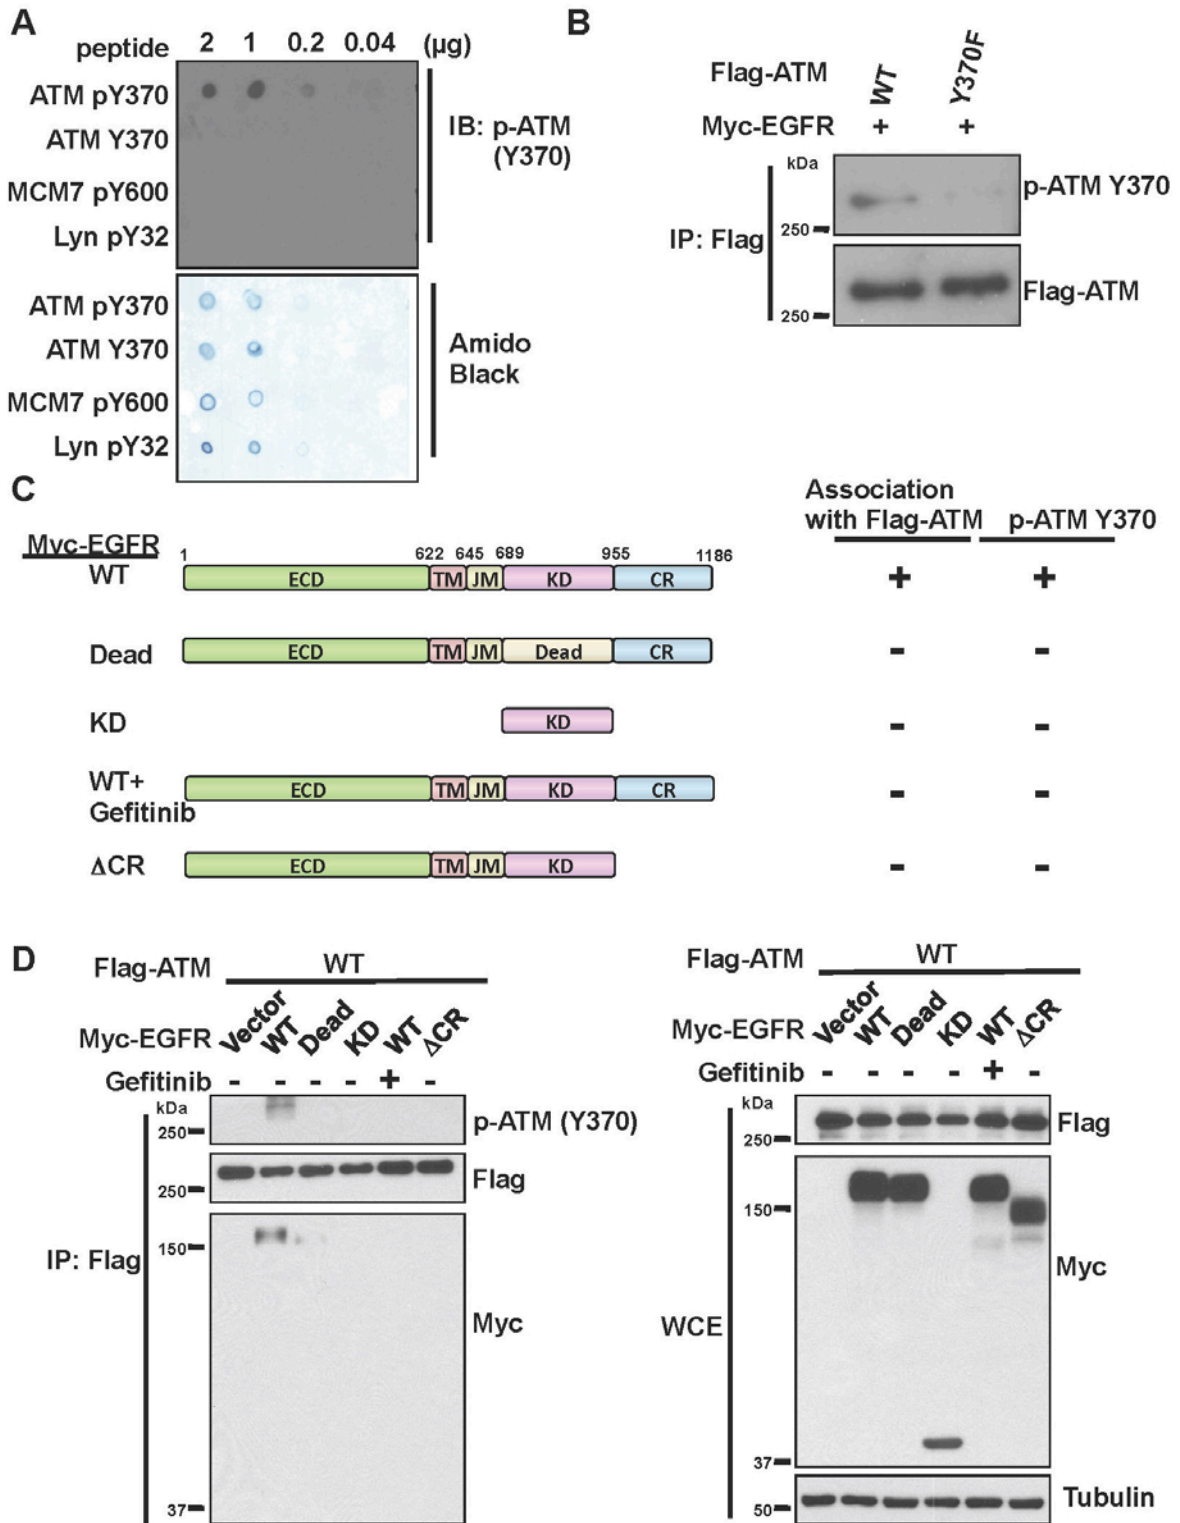 A
peptide 2 1 0.2 0.04 (µg)
ATM pY370
ATM Y370
MCM7 pY600
Lyn pY32
IB: p-ATM
(Y370)
ATM pY370
ATM Y370
MCM7 pY600
Lyn pY32
Amido
Black
B
Flag-ATM WT Y370F
Myc-EGFR + +
kDa
p-ATM Y370
250
IP: Flag
Flag-ATM
250
C
Association
with Flag-ATM p-ATM Y370
Myc-EGFR
1 622 645 689 955 1186
WT ECD TM JM KD CR + +
Dead ECD TM JM Dead CR - -
KD KD - -
WT+
Gefitinib ECD TM JM KD CR - -
ΔCR ECD TM JM KD - -
D
Flag-ATM WT
Myc-EGFR Vector WT Dead KD WT ΔCR
Gefitinib - - - - + -
kDa
250 p-ATM (Y370)
250 Flag
150
IP: Flag
Myc
37
Flag-ATM WT
Myc-EGFR Vector WT Dead KD WT ΔCR
Gefitinib - - - - + -
kDa
250 Flag
150
Myc
WCE
37
50 Tubulin